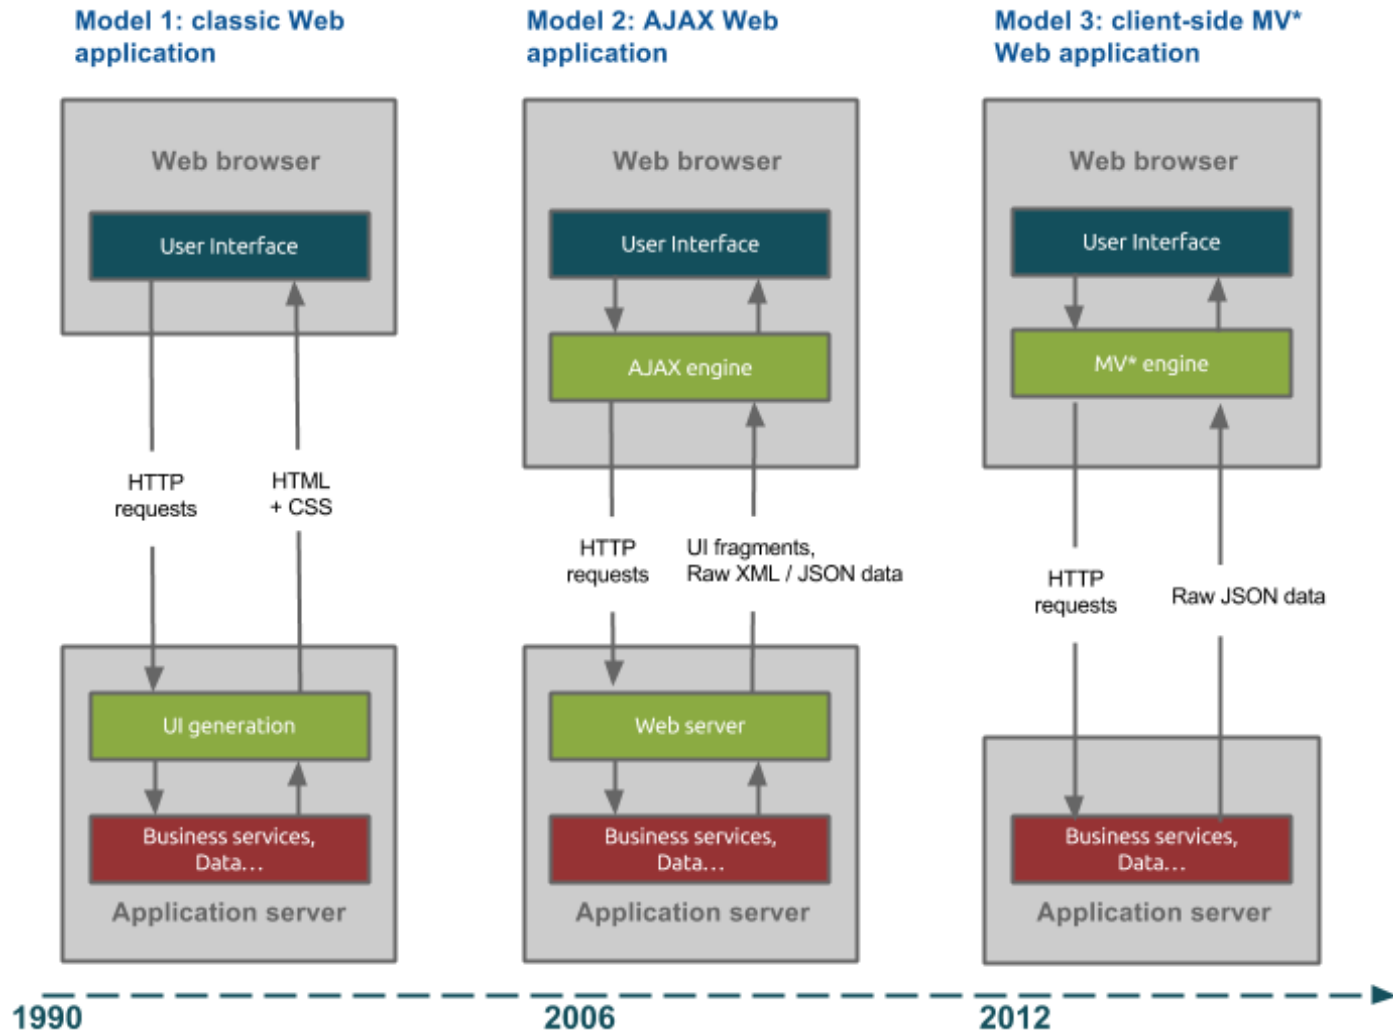 Model 1: classic Web
application
Web browser
User Interface
HTTP
requests
HTML
+ CSS
UI generation
Business services,
Data…
Application server
Model 2: AJAX Web
application
Web browser
User Interface
AJAX engine
HTTP
requests
UI fragments,
Raw XML / JSON data
Web server
Business services,
Data…
Application server
Model 3: client-side MV*
Web application
Web browser
User Interface
MV* engine
HTTP
requests
Raw JSON data
Business services,
Data…
Application server
1990
2006
2012